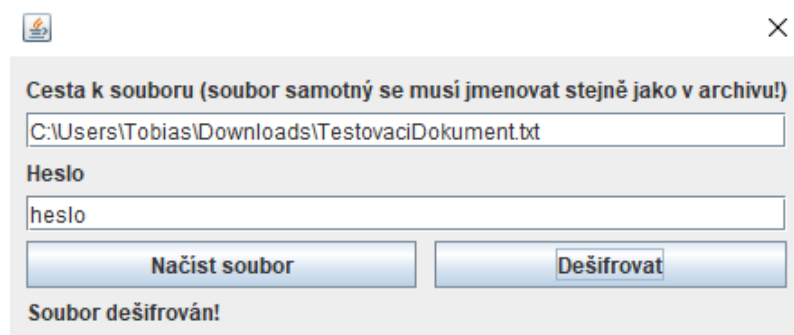 Cesta k souboru (soubor samotný se musí jmenovat stejně jako v archivu!)
C:\Users\Tobias\Downloads\TestovaciDokument.txt
Heslo
heslo
Načíst soubor
Dešifrovat
Soubor dešifrován!